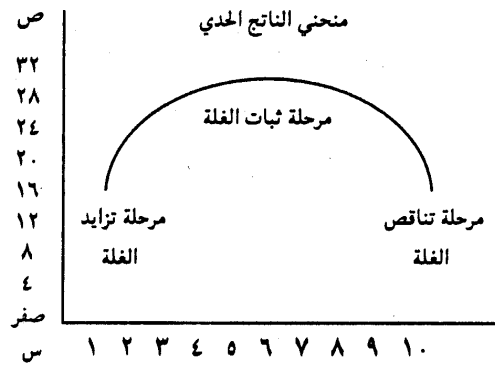 ص
منحني الناتج الحدي
٣٢
٢٨
٢٤
٢٠
١٦
١٢
٨
٤
صفر
مرحلة ثبات الغلة
مرحلة تزايد
الغلة
مرحلة تناقص
الغلة
س ١ ٢ ٣ ٤ ٥ ٦ ٧ ٨ ٩ ١٠